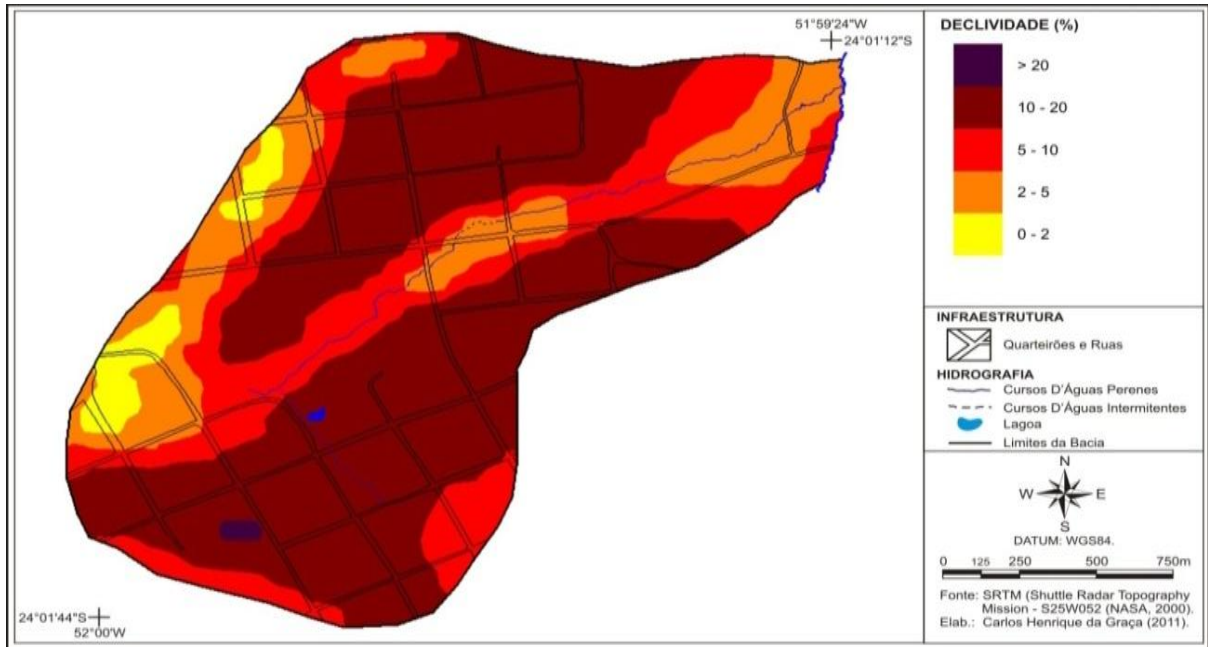 51°59'24"W
24°01'12"S
24°01'44"S
52°00'W
DECLIVIDADE (%)
> 20
10 - 20
5 - 10
2 - 5
0 - 2
INFRAESTRUTURA
Quarteirões e Ruas
HIDROGRAFIA
Cursos D'Águas Perenes
Cursos D'Águas Intermitentes
Lagoa
Limites da Bacia
N
W E
S
DATUM: WGS84.
0 125 250 500 750m
Fonte: SRTM (Shuttle Radar Topography
Mission - S25W052 (NASA, 2000).
Elab.: Carlos Henrique da Graça (2011).